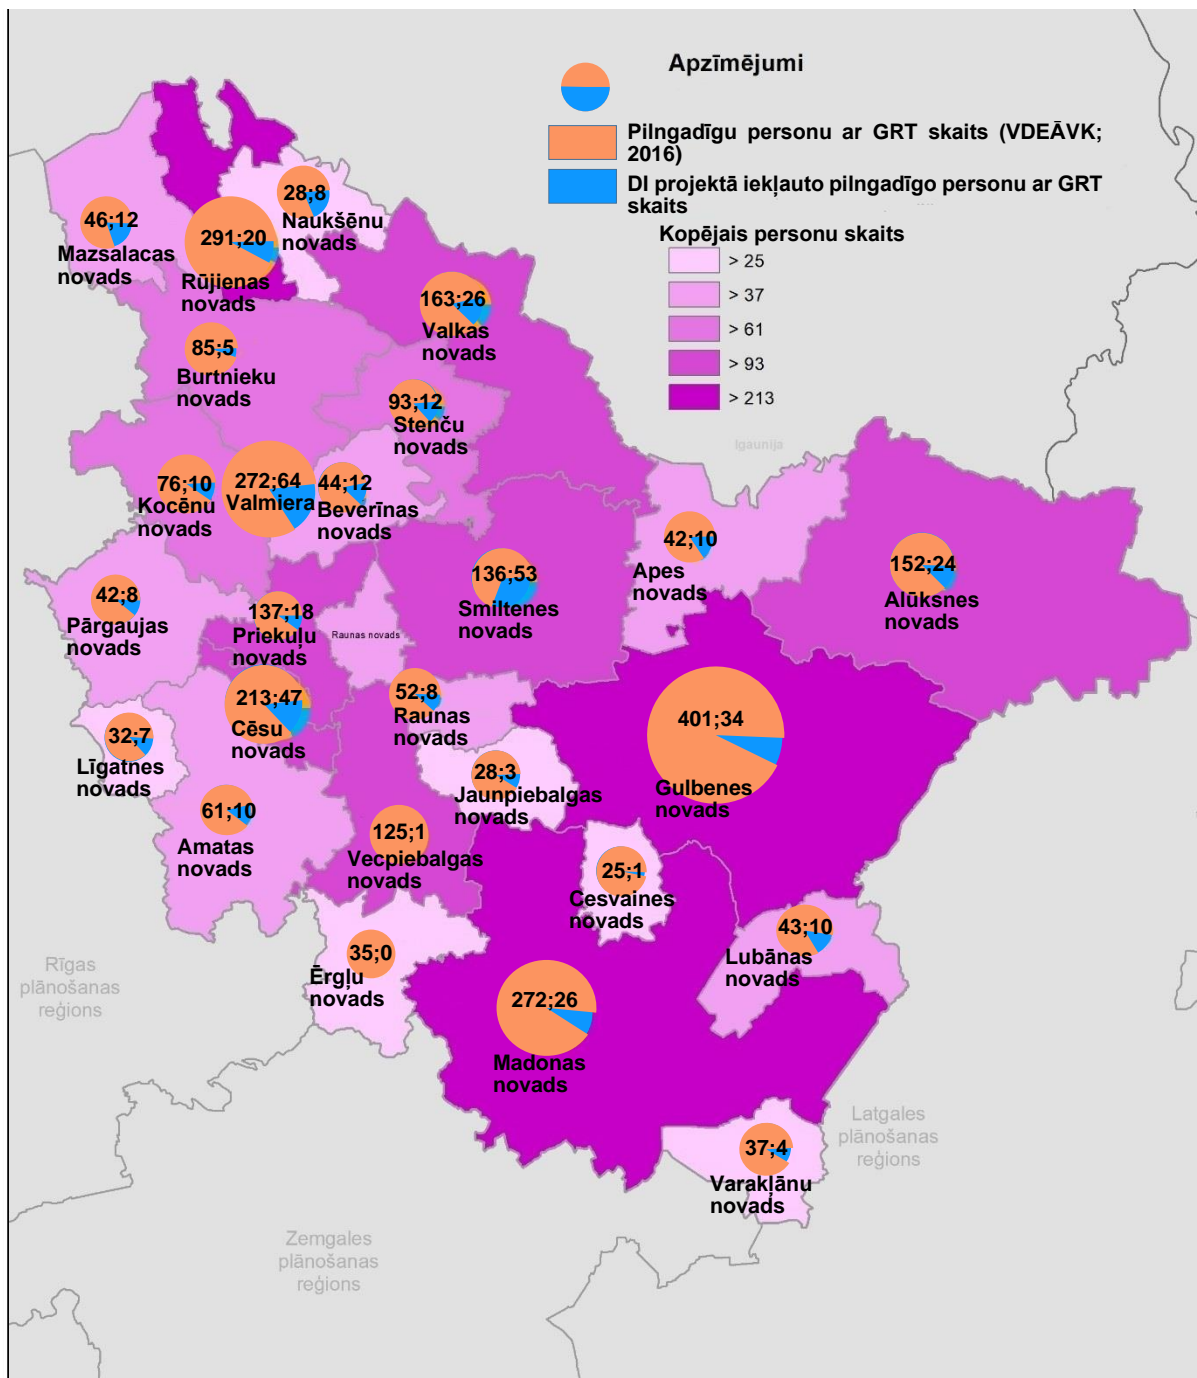 Apzīmējumi
Pilngadīgu personu ar GRT skaits (VDEĀVK;
2016)
DI projektā iekļauto pilngadīgo personu ar GRT
skaits
Kopējais personu skaits
> 25
> 37
> 61
> 93
> 213
28;8
Naukšēnu
novads
46;12
Mazsalacas
novads
291;20
Rūjienas
novads
163;26
Valkas
novads
85;5
Burtnieku
novads
93;12
Stenču
novads
Igaunija
76;10
Kocēnu
novads
272;64
Valmiera
44;12
Beverīnas
novads
42;10
Apes
novads
152;24
Alūksnes
novads
136;53
Smiltenes
novads
42;8
Pārgaujas
novads
137;18
Priekuļu
novads
Raunas novads
52;8
Raunas
novads
213;47
Cēsu
novads
401;34
Gulbenes
novads
32;7
Līgatnes
novads
28;3
Jaunpiebalgas
novads
61;10
Amatas
novads
125;1
Vecpiebalgas
novads
25;1
Cesvaines
novads
43;10
Lubānas
novads
35;0
Ērgļu
novads
Rīgas
plānošanas
reģions
272;26
Madonas
novads
Latgales
plānošanas
reģions
37;4
Varakļānu
novads
Zemgales
plānošanas
reģions